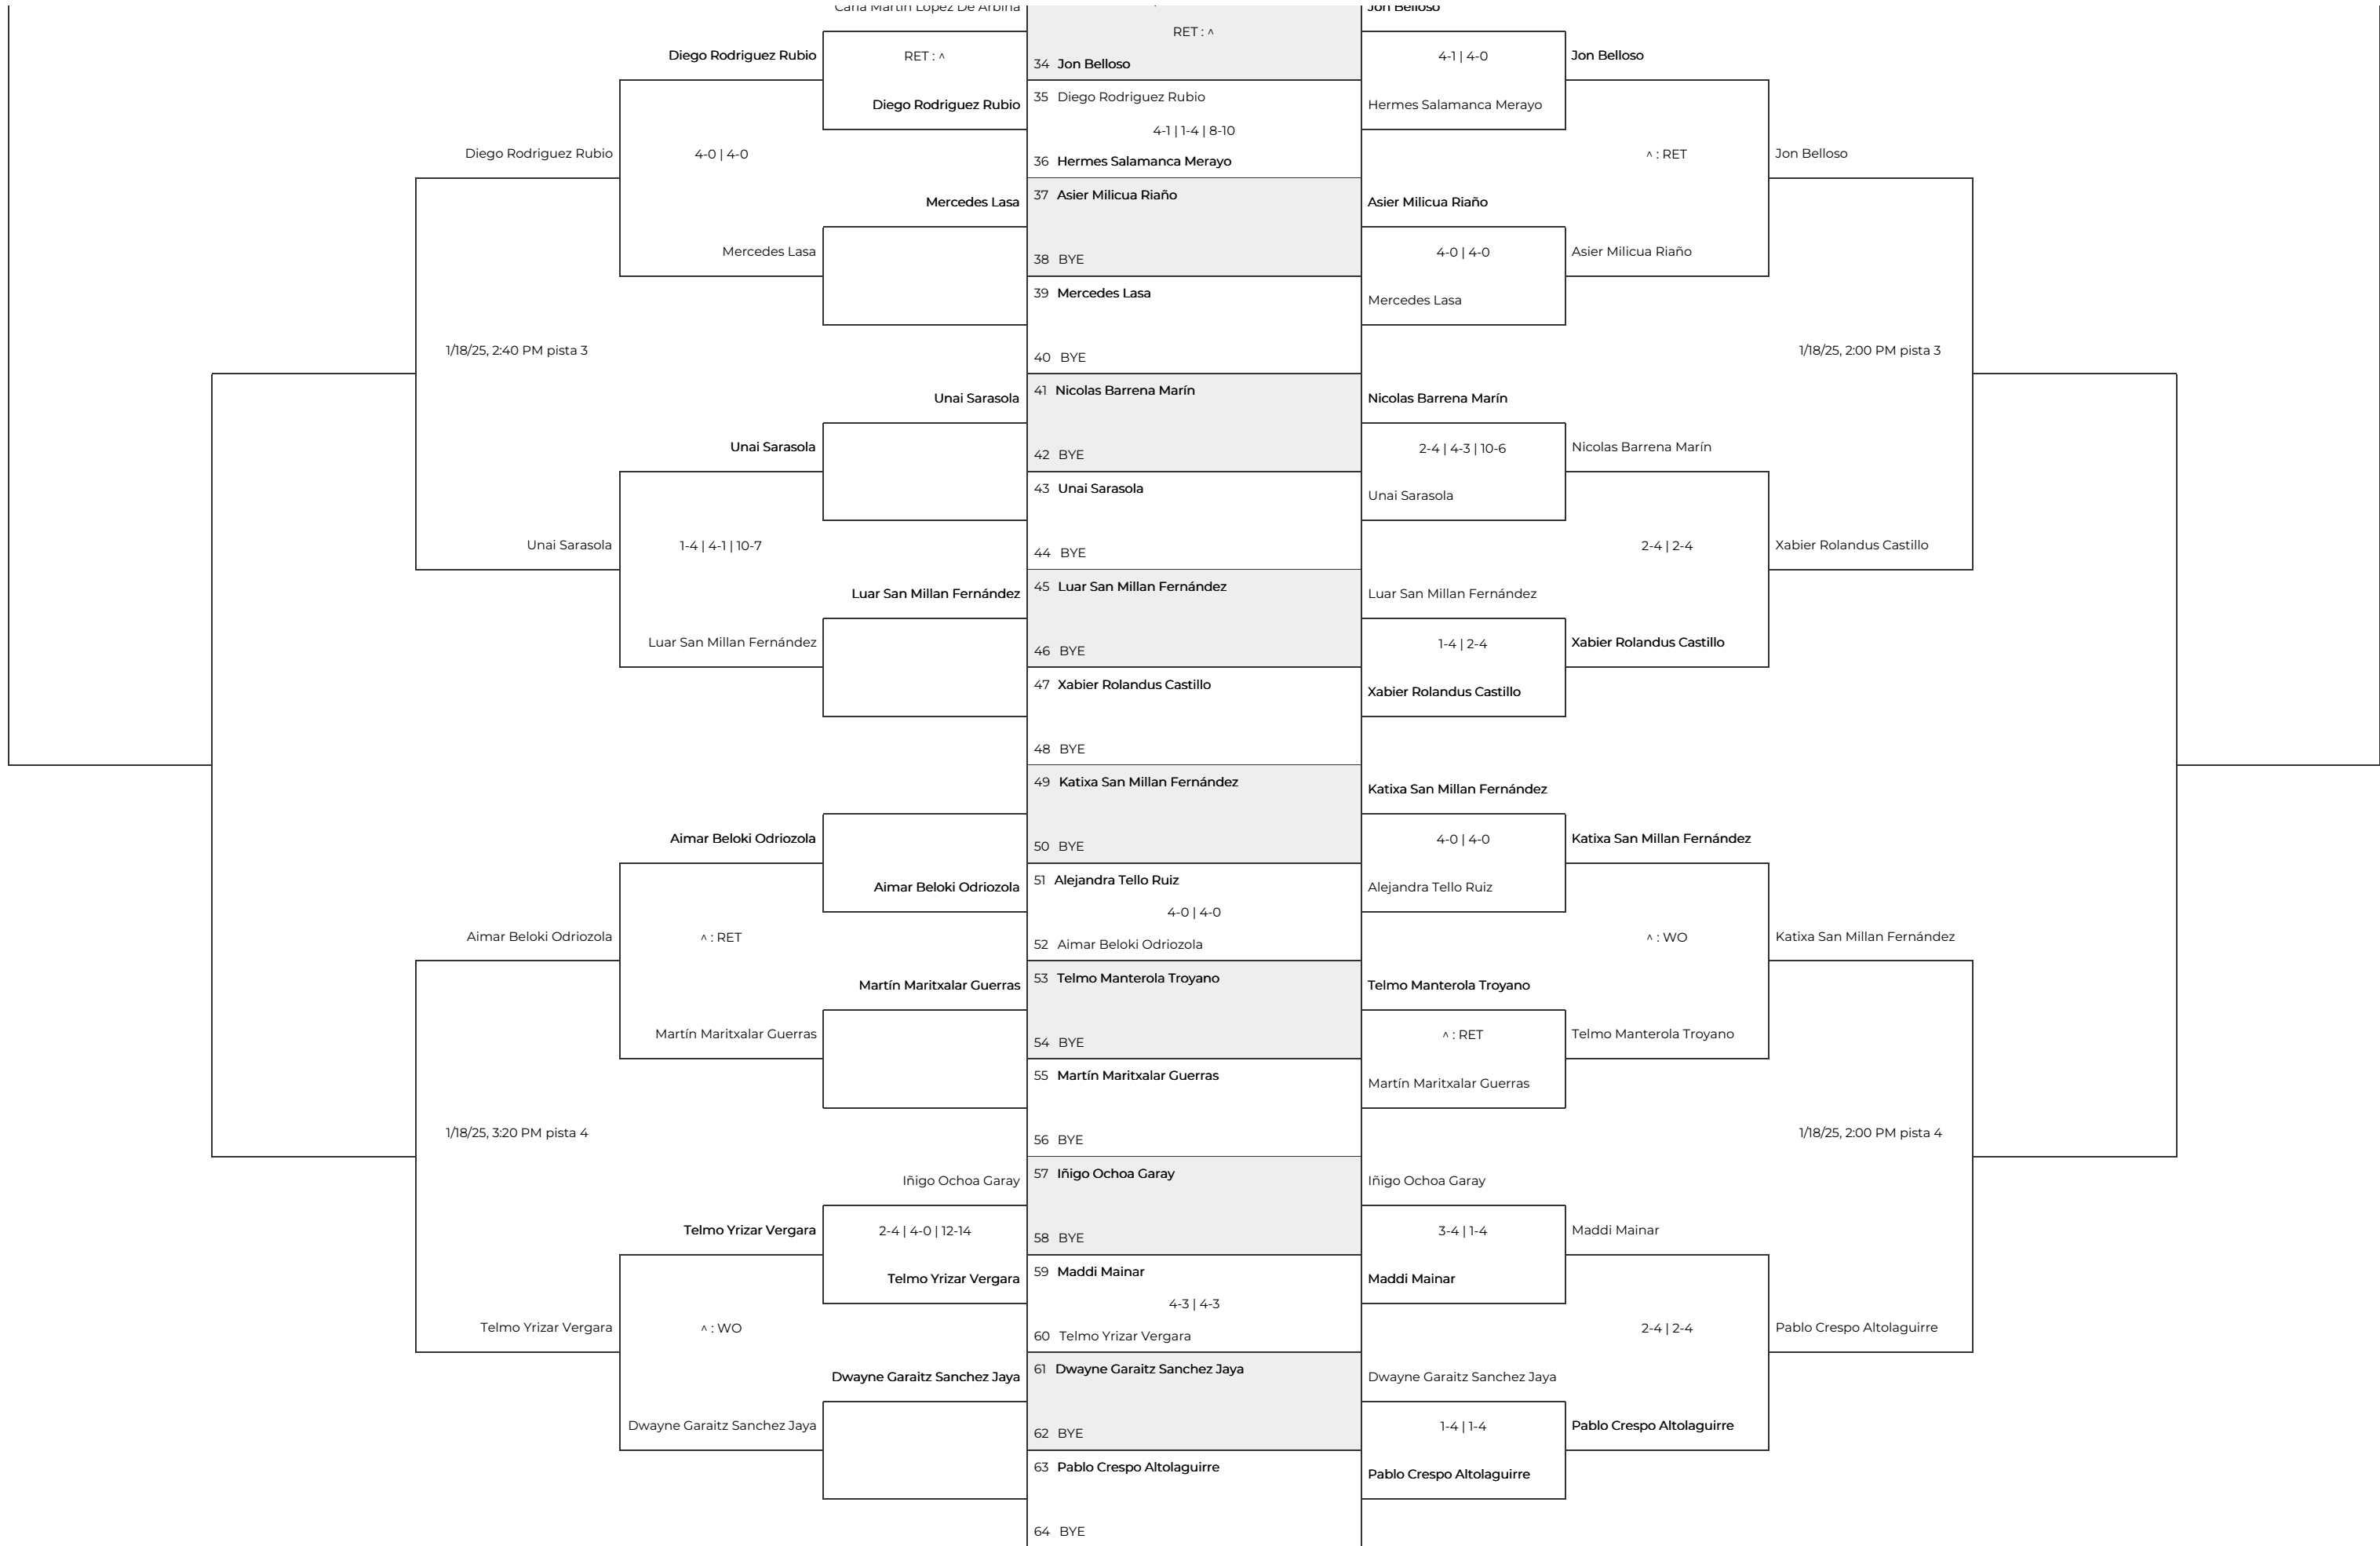 Carla Martín López De Arbina
Jon Belloso
RET : ^
Diego Rodriguez Rubio
RET : ^
34 Jon Belloso
4-1 | 4-0
Jon Belloso
Diego Rodriguez Rubio
35 Diego Rodriguez Rubio
Hermes Salamanca Merayo
4-1 | 1-4 | 8-10
Diego Rodriguez Rubio
4-0 | 4-0
36 Hermes Salamanca Merayo
^ : RET
Jon Belloso
Mercedes Lasa
37 Asier Milicua Riaño
Asier Milicua Riaño
Mercedes Lasa
38 BYE
4-0 | 4-0
Asier Milicua Riaño
39 Mercedes Lasa
Mercedes Lasa
1/18/25, 2:40 PM pista 3
40 BYE
1/18/25, 2:00 PM pista 3
Unai Sarasola
41 Nicolas Barrena Marín
Nicolas Barrena Marín
Unai Sarasola
42 BYE
2-4 | 4-3 | 10-6
Nicolas Barrena Marín
43 Unai Sarasola
Unai Sarasola
Unai Sarasola
1-4 | 4-1 | 10-7
44 BYE
2-4 | 2-4
Xabier Rolandus Castillo
Luar San Millan Fernández
45 Luar San Millan Fernández
Luar San Millan Fernández
Luar San Millan Fernández
46 BYE
1-4 | 2-4
Xabier Rolandus Castillo
47 Xabier Rolandus Castillo
Xabier Rolandus Castillo
48 BYE
49 Katixa San Millan Fernández
Katixa San Millan Fernández
Aimar Beloki Odriozola
50 BYE
4-0 | 4-0
Katixa San Millan Fernández
Aimar Beloki Odriozola
51 Alejandra Tello Ruiz
Alejandra Tello Ruiz
4-0 | 4-0
Aimar Beloki Odriozola
^ : RET
52 Aimar Beloki Odriozola
^ : WO
Katixa San Millan Fernández
Martín Maritxalar Guerras
53 Telmo Manterola Troyano
Telmo Manterola Troyano
Martín Maritxalar Guerras
54 BYE
^ : RET
Telmo Manterola Troyano
55 Martín Maritxalar Guerras
Martín Maritxalar Guerras
1/18/25, 3:20 PM pista 4
56 BYE
1/18/25, 2:00 PM pista 4
Iñigo Ochoa Garay
57 Iñigo Ochoa Garay
Iñigo Ochoa Garay
Telmo Yrizar Vergara
2-4 | 4-0 | 12-14
58 BYE
3-4 | 1-4
Maddi Mainar
Telmo Yrizar Vergara
59 Maddi Mainar
Maddi Mainar
4-3 | 4-3
Telmo Yrizar Vergara
^ : WO
60 Telmo Yrizar Vergara
2-4 | 2-4
Pablo Crespo Altolaguirre
Dwayne Garaitz Sanchez Jaya
61 Dwayne Garaitz Sanchez Jaya
Dwayne Garaitz Sanchez Jaya
Dwayne Garaitz Sanchez Jaya
62 BYE
1-4 | 1-4
Pablo Crespo Altolaguirre
63 Pablo Crespo Altolaguirre
Pablo Crespo Altolaguirre
64 BYE